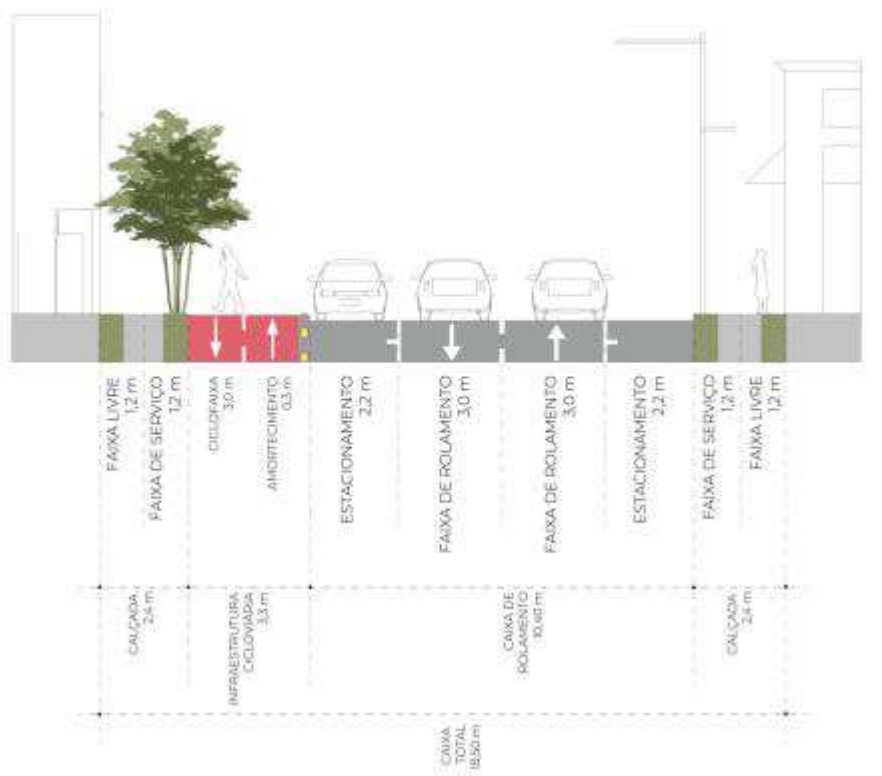 FAIXA LIVRE
1,2 m
FAIXA DE SERVIÇO
1,2 m
CICLOFAIXA
3,0 m
AMORTECIMENTO
0,3 m
ESTACIONAMENTO
2,2 m
FAIXA DE ROLAMENTO
3,0 m
FAIXA DE ROLAMENTO
3,0 m
ESTACIONAMENTO
2,2 m
FAIXA DE SERVIÇO
1,2 m
FAIXA LIVRE
1,2 m
CALÇADA
2,4 m
INFRAESTRUTURA
CICLOVIÁRIA
3,3 m
CAIXA DE
ROLAMENTO
10,40 m
CALÇADA
2,4 m
CAIXA
TOTAL
18,50 m